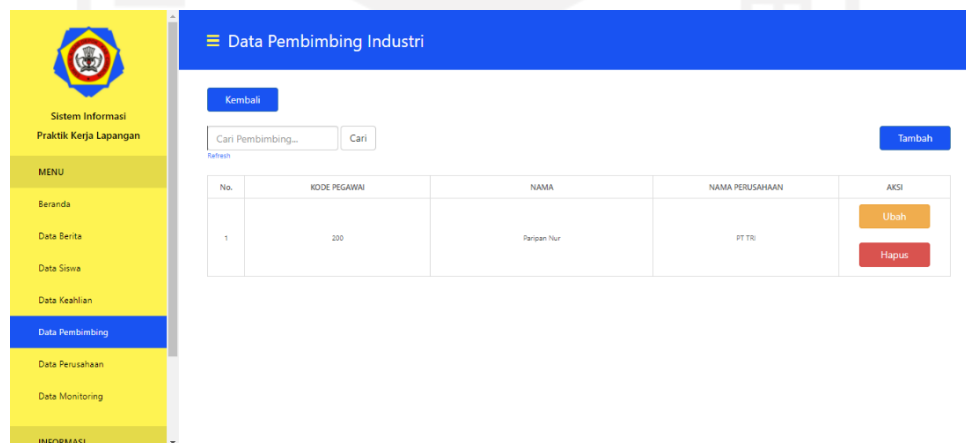 Sistem Informasi
Praktik Kerja Lapangan
MENU
Beranda
Data Berita
Data Siswa
Data Keahlian
Data Pembimbing
Data Perusahaan
Data Monitoring
INFORMASI
☰ Data Pembimbing Industri
Kembali
Cari Pembimbing... Cari Tambah
Refresh
No. KODE PEGAWAI NAMA NAMA PERUSAHAAN AKSI
1 200 Paripan Nur PT TRI Ubah
Hapus